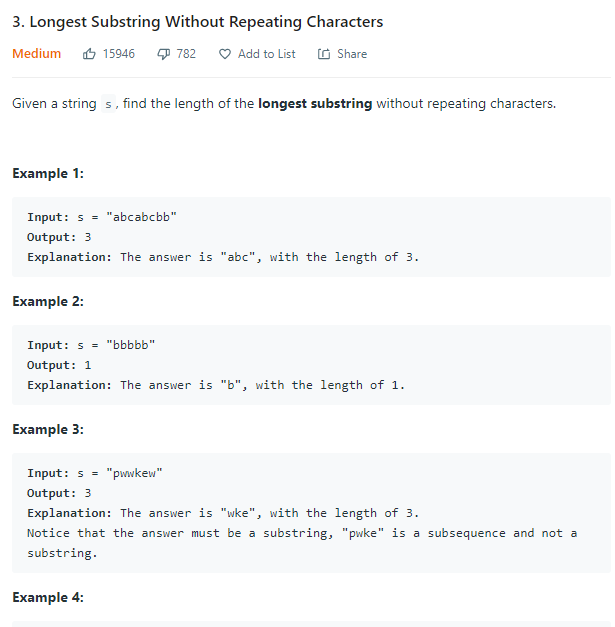 3. Longest Substring Without Repeating Characters
Medium 15946 782 Add to List Share
Given a string s, find the length of the longest substring without repeating characters.
Example 1:
Input: s = "abcabcbb"
Output: 3
Explanation: The answer is "abc", with the length of 3.
Example 2:
Input: s = "bbbbb"
Output: 1
Explanation: The answer is "b", with the length of 1.
Example 3:
Input: s = "pwwkew"
Output: 3
Explanation: The answer is "wke", with the length of 3.
Notice that the answer must be a substring, "pwke" is a subsequence and not a
substring.
Example 4: